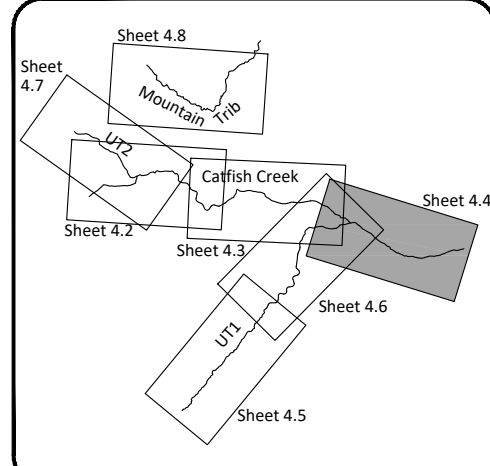 Sheet 4.8
Sheet
4.7
Mountain Trib
UT2
Catfish Creek
Sheet 4.4
Sheet 4.2
Sheet 4.3
Sheet 4.6
UT1
Sheet 4.5